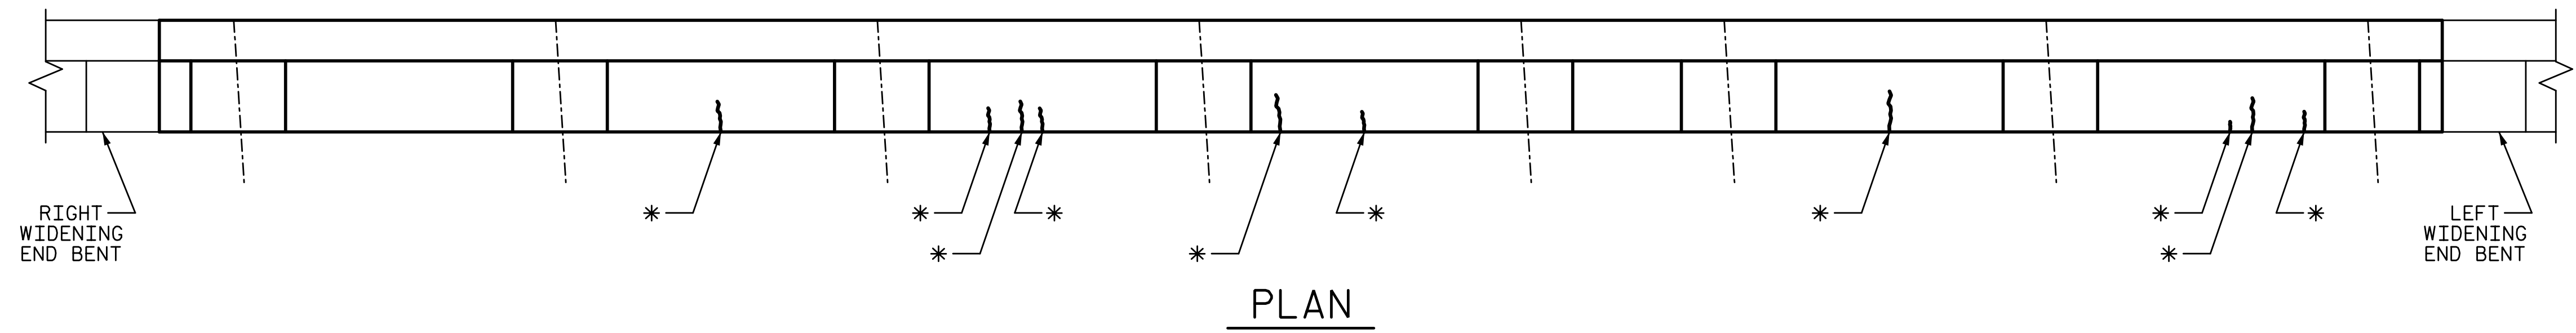 RIGHT
WIDENING
END BENT
* * * * * * * *
* * *
LEFT
WIDENING
END BENT
PLAN